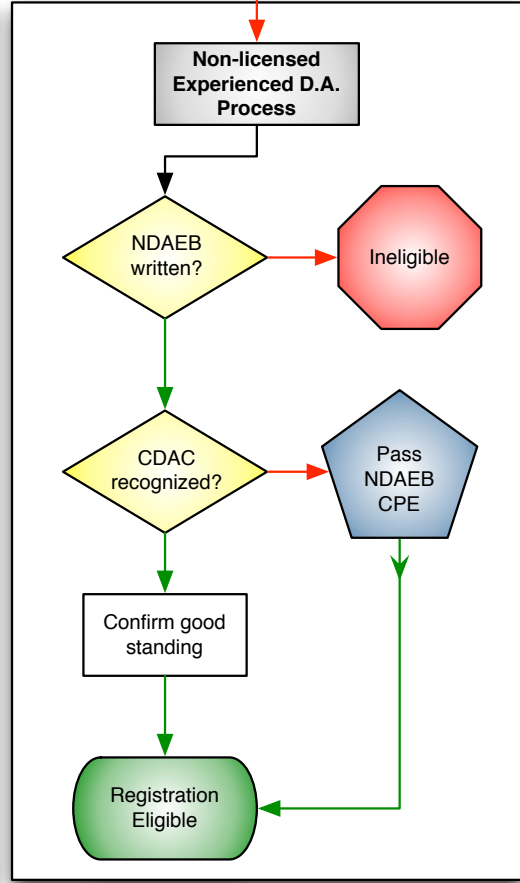 Non-licensed
Experienced D.A.
Process
NDAEB
written?
Ineligible
CDAC
recognized?
Pass
NDAEB
CPE
Confirm good
standing
Registration
Eligible